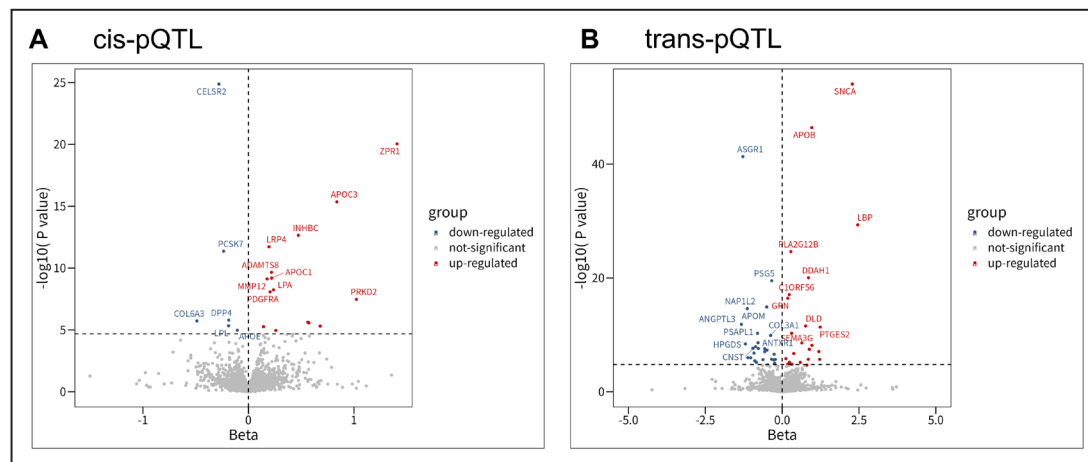 A cis-pQTL
25
20
15
10
5
0
-log10( P value)
-1
0
1
Beta
CELSR2
ZPR1
APOC3
INHBC
LRP4
PCSK7
ADAMTS8
APOC1
MMP12
LPA
PDGFRA
PRKD2
COL6A3
DPP4
LPL
APOE
group
down-regulated
not-significant
up-regulated
B trans-pQTL
40
20
0
-log10( P value)
-5.0
-2.5
0.0
2.5
5.0
Beta
SNCA
APOB
ASGR1
LBP
PLA2G12B
PSG5
DDAH1
C1ORF56
GRN
NAP1L2
APOM
ANGPTL3
DLD
COL3A1
PTGES2
PSAPL1
SEMA3G
HPGDS
ANTXR1
CNST
group
down-regulated
not-significant
up-regulated